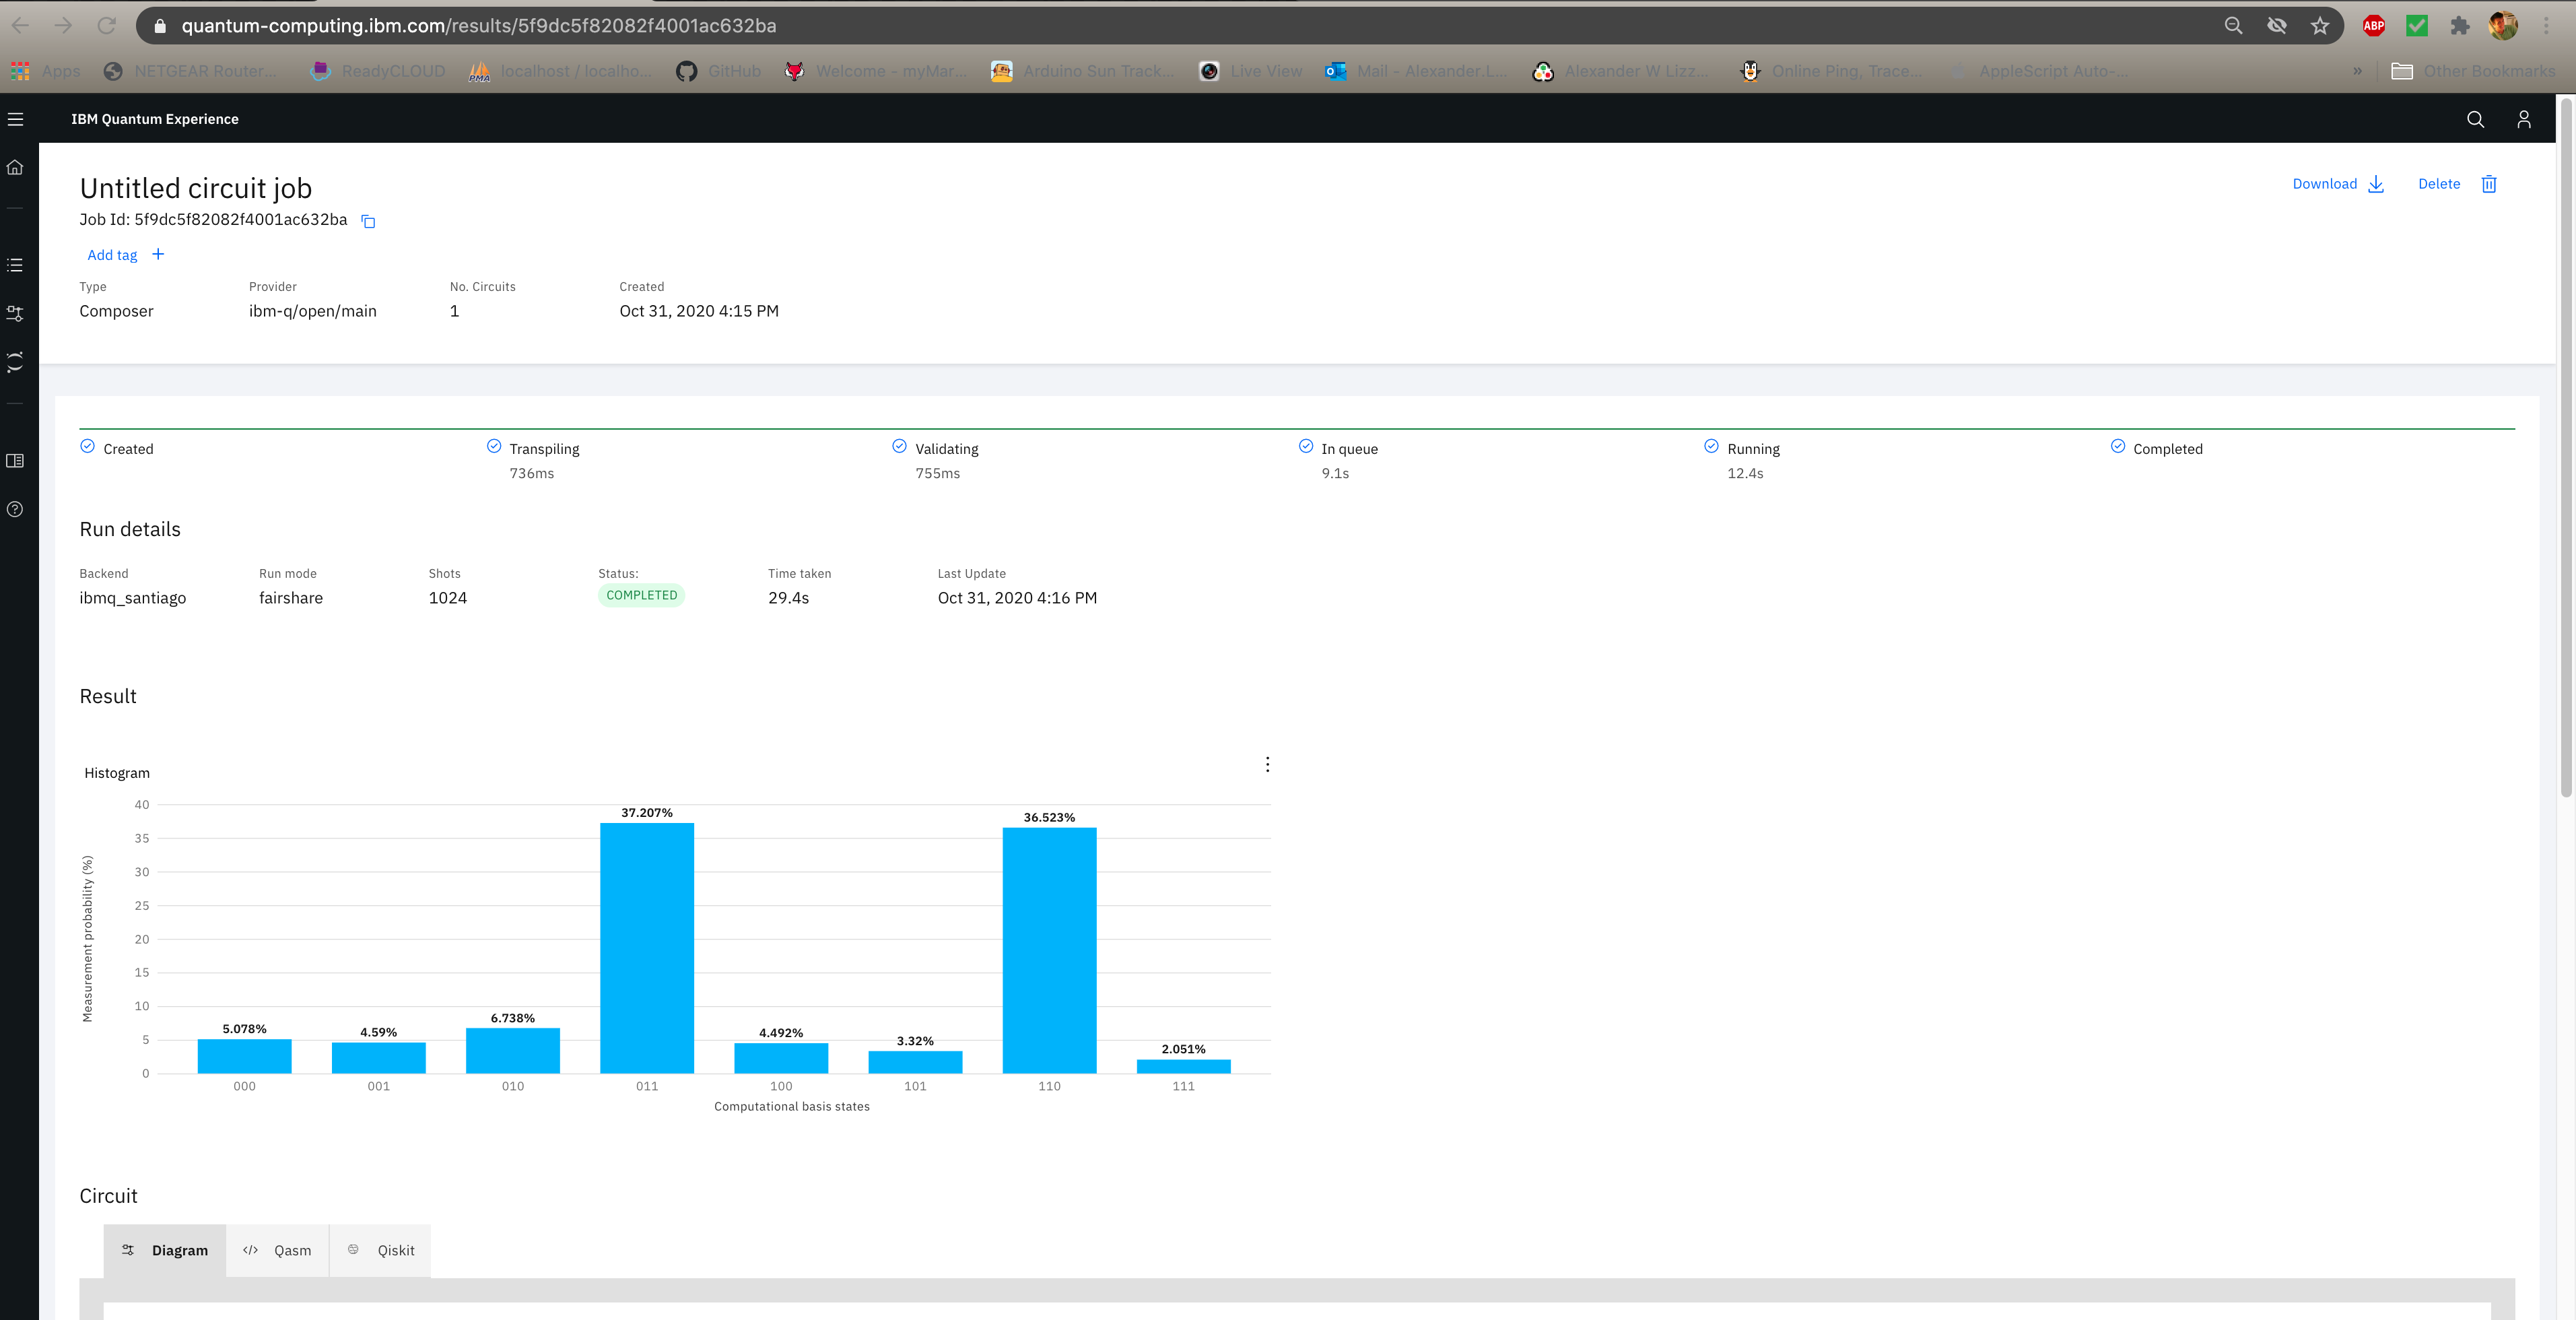 quantum-computing.ibm.com/results/5f9dc5f82082f4001ac632ba
ABP
Apps NETGEAR Router... ReadyCLOUD PMA localhost / localho... GitHub Welcome - myMar... Arduino Sun Track... Live View Mail - Alexander.L... Alexander W Lizz... Online Ping, Trace... AppleScript Auto-... » Other Bookmarks
IBM Quantum Experience
Untitled circuit job
Download Delete
Job Id: 5f9dc5f82082f4001ac632ba
Add tag +
Type Provider No. Circuits Created
Composer ibm-q/open/main 1 Oct 31, 2020 4:15 PM
Created Transpiling Validating In queue Running Completed
736ms 755ms 9.1s 12.4s
Run details
Backend Run mode Shots Status: Time taken Last Update
ibmq_santiago fairshare 1024 COMPLETED 29.4s Oct 31, 2020 4:16 PM
Result
Histogram
Measurement probability (%)
40
35
30
25
20
15
10
5
0
5.078% 4.59% 6.738% 37.207% 4.492% 3.32% 36.523% 2.051%
000 001 010 011 100 101 110 111
Computational basis states
Circuit
Diagram </> Qasm Qiskit